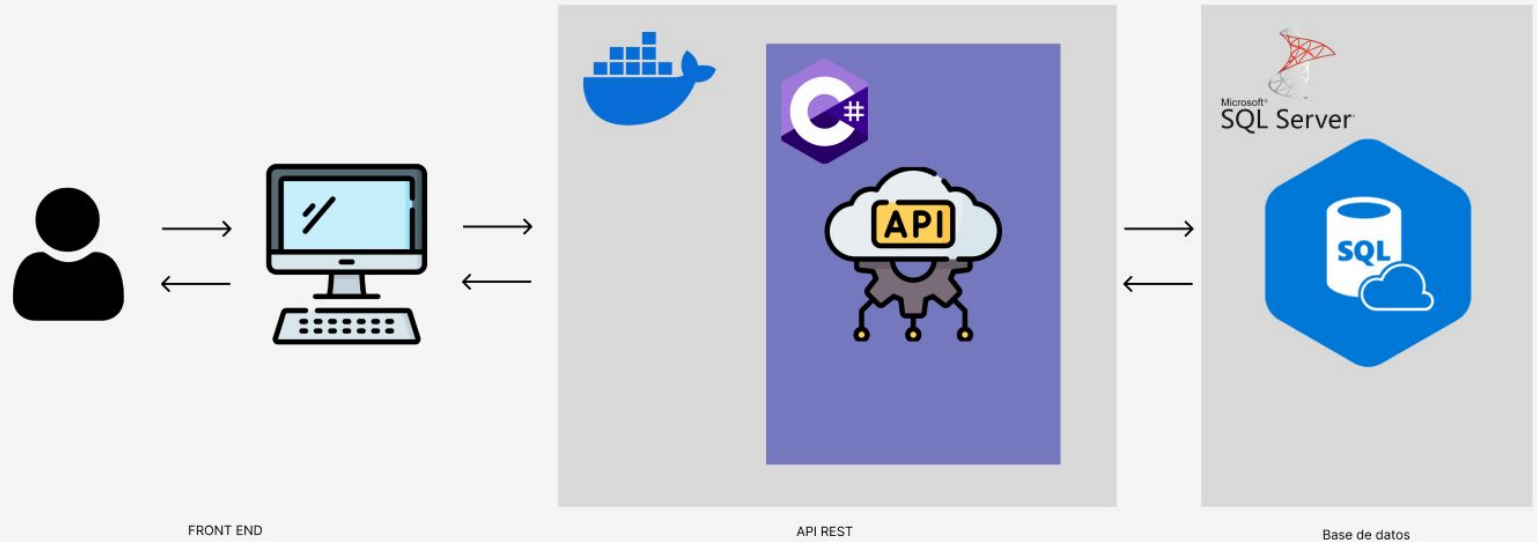 C#
API
Microsoft®
SQL Server
SQL
FRONT END
API REST
Base de datos